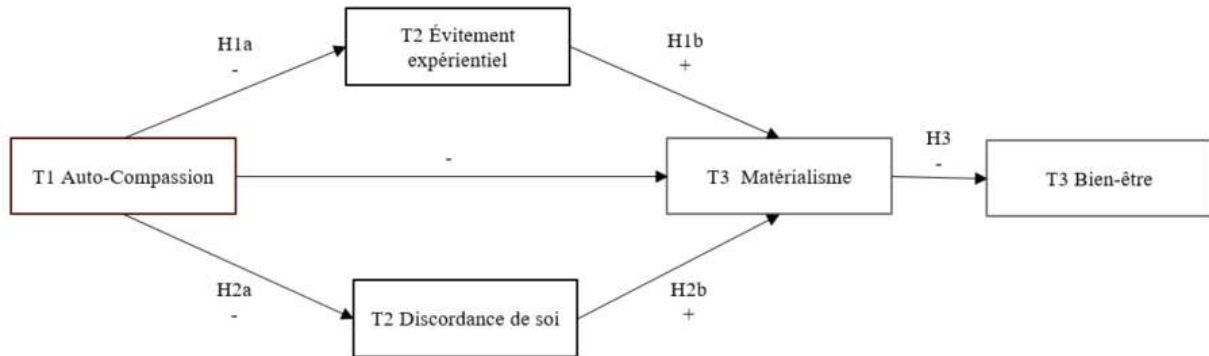 T2 Évitement
expérientiel
H1a
-
H1b
+
T1 Auto-Compassion
-
T3 Matérialisme
H3
-
T3 Bien-être
H2a
-
T2 Discordance de soi
H2b
+